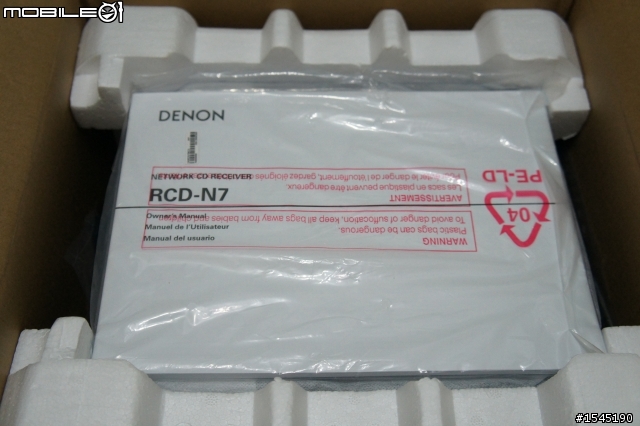 MOBILE01
DENON
NETWORK CD RECEIVER
RCD-N7
Owner's Manual
Manuel de l'Utilisateur
Manual del usuario
WARNING
Plastic bags can be dangerous.
To avoid danger of suffocation, keep away from babies and children.
AVERTISSEMENT
Les sacs en plastique peuvent être dangereux.
PE-LD
04
#1545190